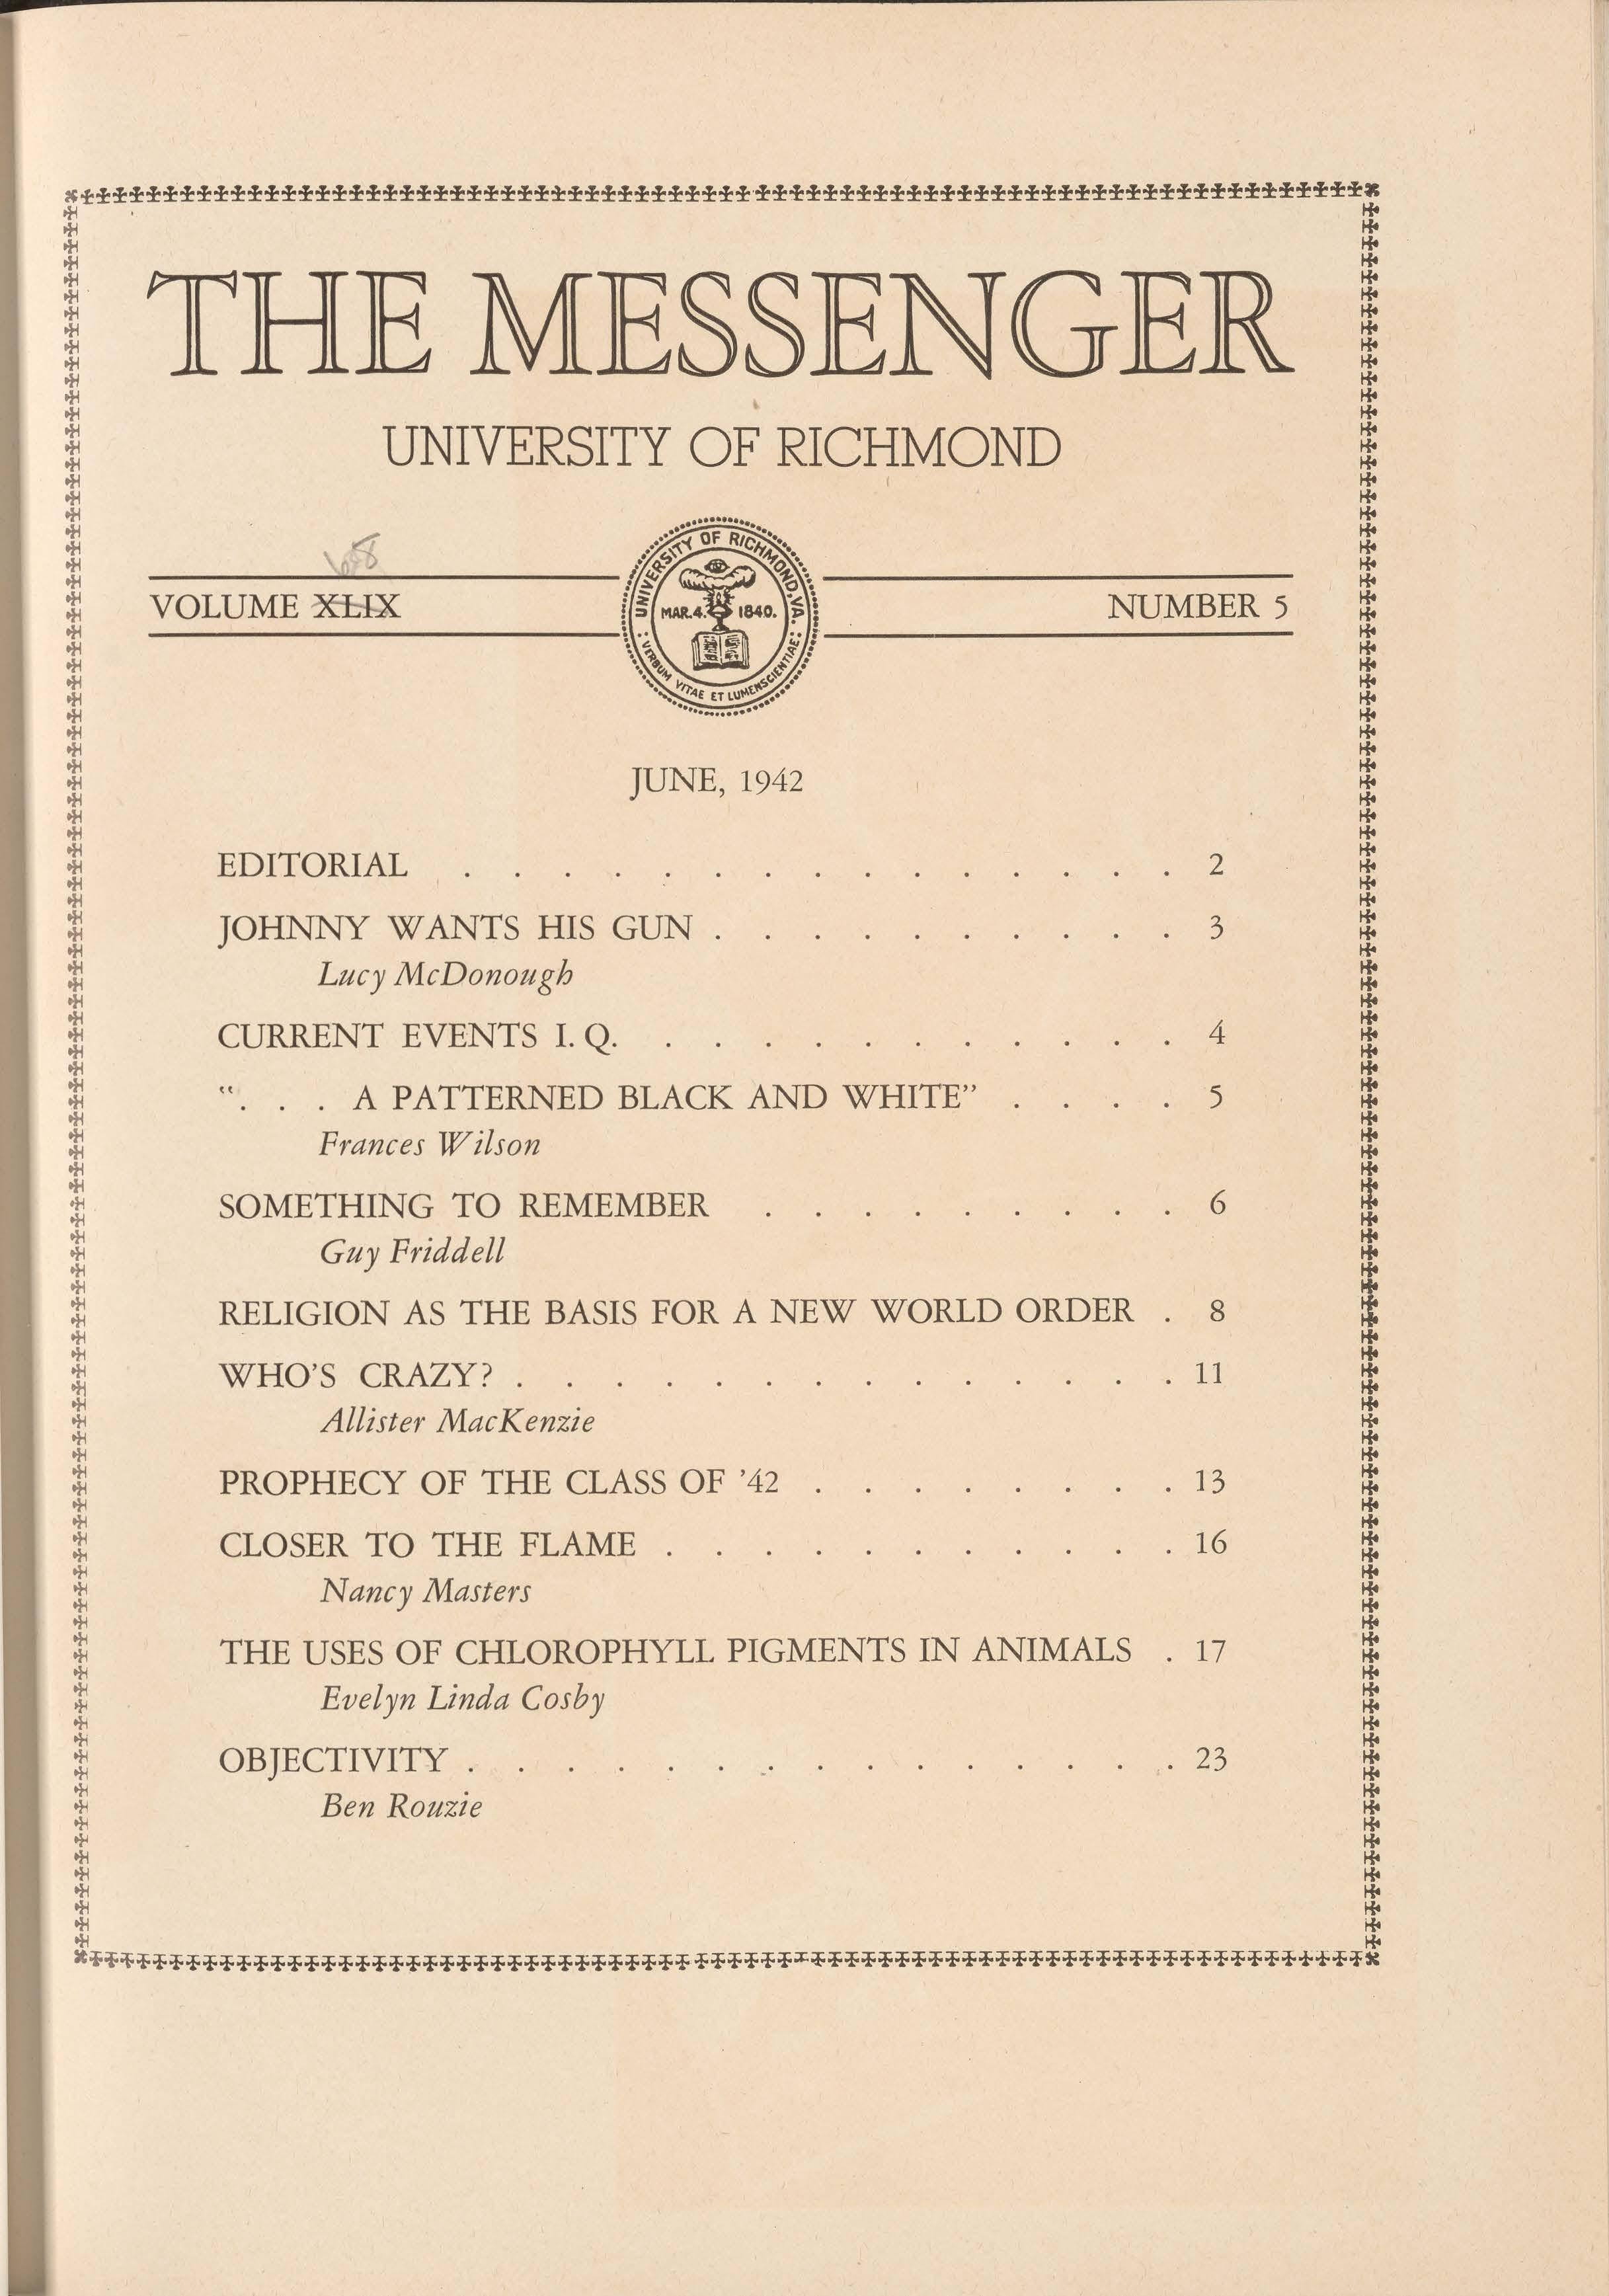 THE MESSENGER
UNIVERSITY OF RICHMOND
68
VOLUME XLIX
UNIVERSITY OF RICHMOND, VA.
MAR. 4. 1840.
VERBUM VITAE ET LUMEN SCIENTIAE
NUMBER 5
JUNE, 1942
EDITORIAL . . . . . . . . . . . . . . . 2
JOHNNY WANTS HIS GUN . . . . . . . . . . 3
Lucy McDonough
CURRENT EVENTS I. Q. . . . . . . . . . . . 4
“. . . A PATTERNED BLACK AND WHITE” . . . . 5
Frances Wilson
SOMETHING TO REMEMBER . . . . . . . . . 6
Guy Friddell
RELIGION AS THE BASIS FOR A NEW WORLD ORDER . 8
WHO’S CRAZY? . . . . . . . . . . . . . . 11
Allister MacKenzie
PROPHECY OF THE CLASS OF ’42 . . . . . . . . 13
CLOSER TO THE FLAME . . . . . . . . . . . 16
Nancy Masters
THE USES OF CHLOROPHYLL PIGMENTS IN ANIMALS . 17
Evelyn Linda Cosby
OBJECTIVITY . . . . . . . . . . . . . . . 23
Ben Rouzie